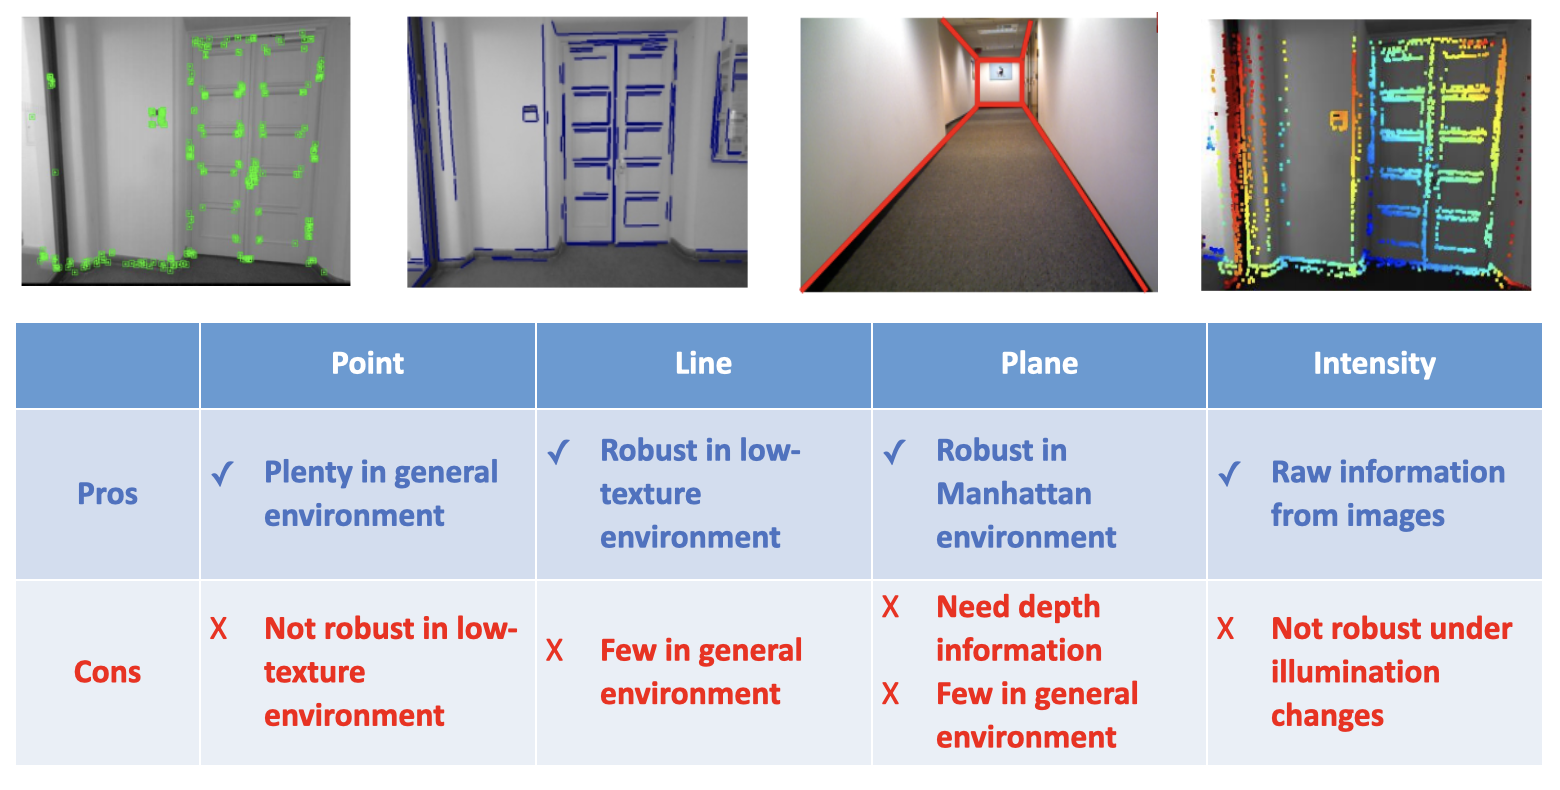 Point
Line
Plane
Intensity
Pros
✓ Plenty in general
environment
✓ Robust in low-
texture
environment
✓ Robust in
Manhattan
environment
✓ Raw information
from images
Cons
X Not robust in low-
texture
environment
X Few in general
environment
X Need depth
information
X Few in general
environment
X Not robust under
illumination
changes